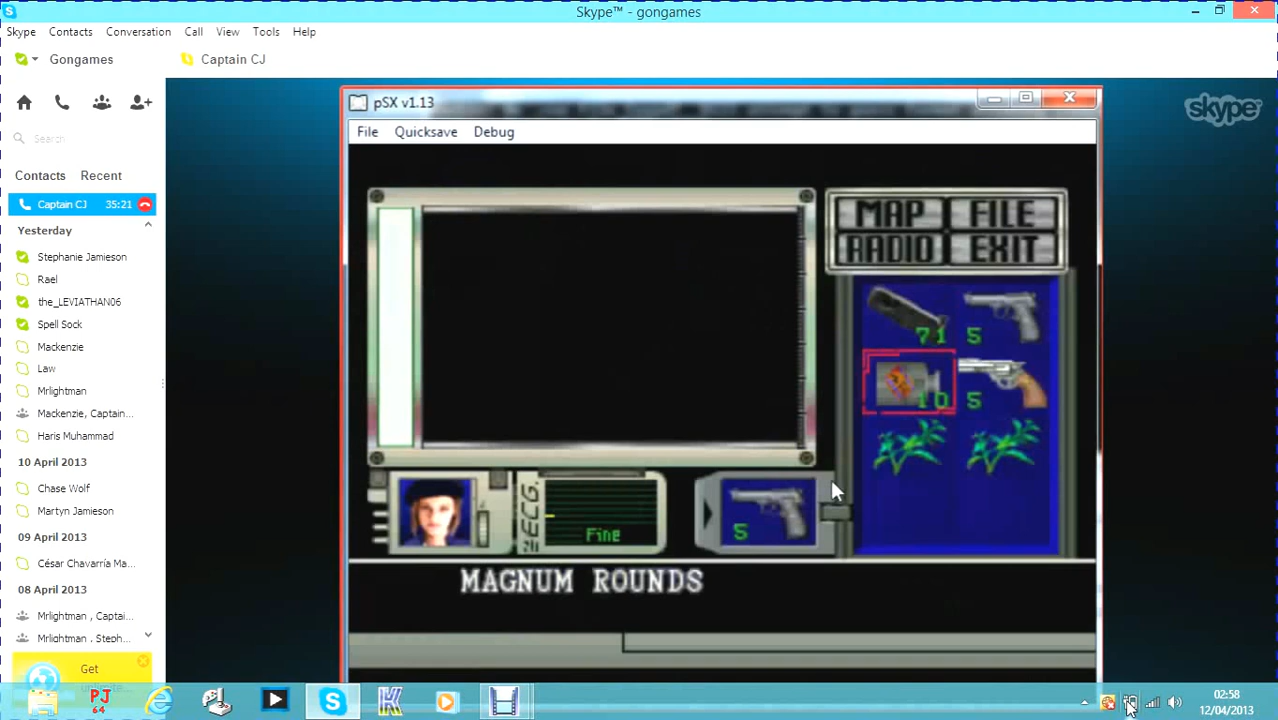 Skype™ - gongames
Skype Contacts Conversation Call View Tools Help
Gongames
Captain CJ
Search
Contacts Recent
Captain CJ 35:21
Yesterday
Stephanie Jamieson
Rael
the_LEVIATHAN06
Spell Sock
Mackenzie
Law
Mrlightman
Mackenzie, Captain...
Haris Muhammad
10 April 2013
Chase Wolf
Martyn Jamieson
09 April 2013
César Chavarría Ma...
08 April 2013
Mrlightman , Captai...
Mrlightman , Steph...
Get
unlimite...
skype
pSX v1.13
File Quicksave Debug
MAP FILE
RADIO EXIT
71 5
10 5
ECG.
Fine
5
MAGNUM ROUNDS
PJ
64
02:58
12/04/2013